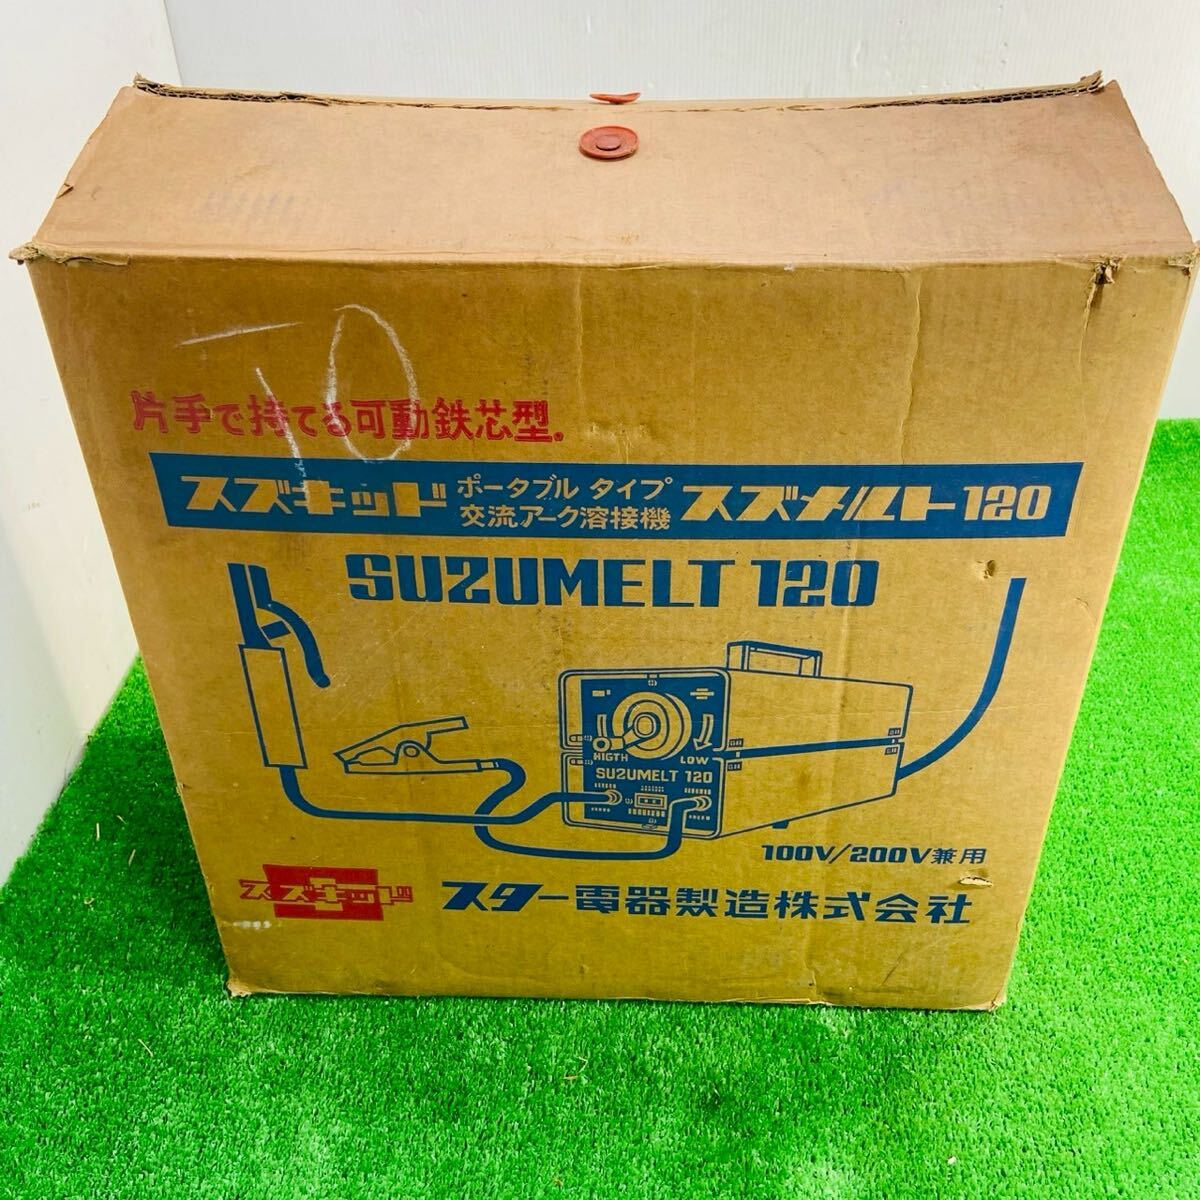 TO
片手で持てる可動鉄芯型.
スズキッド ポータブル タイプ 交流アーク溶接機 スズメルト120
SUZUMELT 120
HIGTH LOW
SUZUMELT 120
100V/200V兼用
スズキッド スター電器製造株式会社